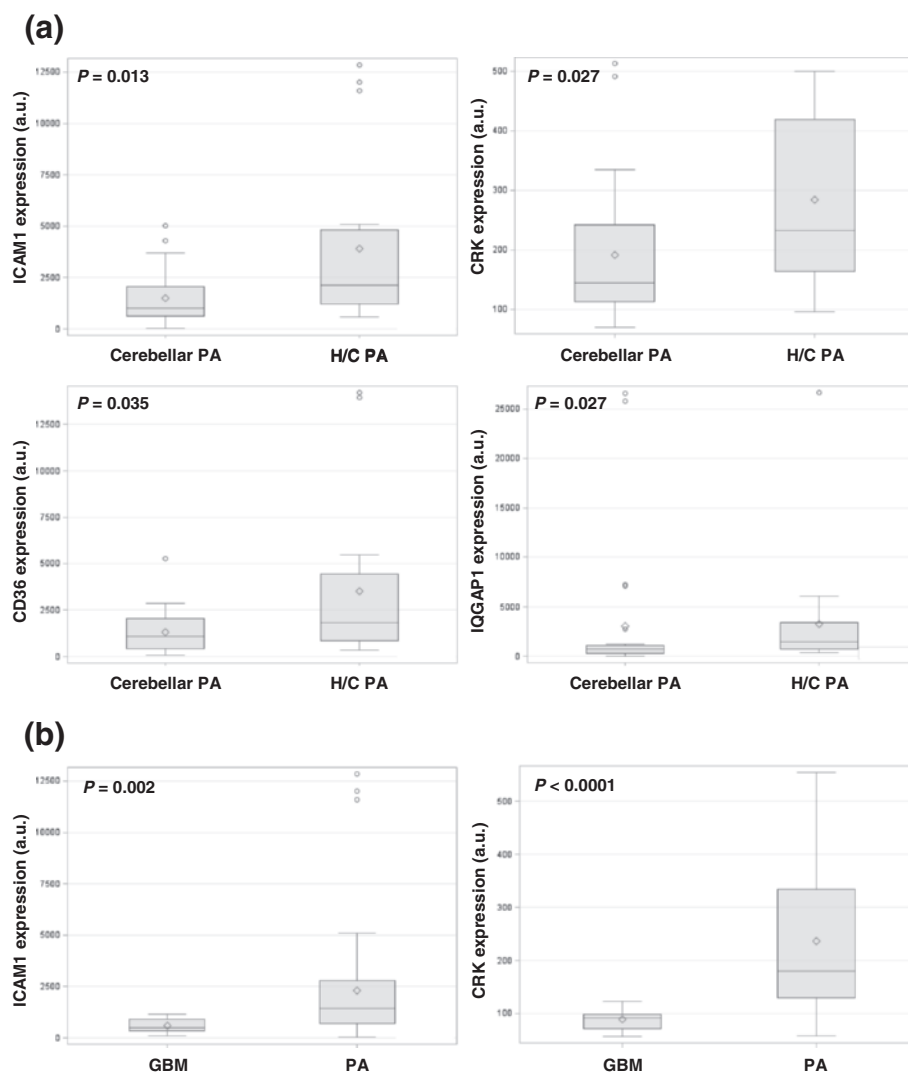 (a)
P = 0.013
ICAM1 expression (a.u.)
12500
10000
7500
5000
2500
0
Cerebellar PA
H/C PA
P = 0.027
CRK expression (a.u.)
500
400
300
200
100
Cerebellar PA
H/C PA
P = 0.035
CD36 expression (a.u.)
12500
10000
7500
5000
2500
0
Cerebellar PA
H/C PA
P = 0.027
IQGAP1 expression (a.u.)
25000
20000
15000
10000
5000
0
Cerebellar PA
H/C PA
(b)
P = 0.002
ICAM1 expression (a.u.)
12500
10000
7500
5000
2500
0
GBM
PA
P < 0.0001
CRK expression (a.u.)
500
400
300
200
100
GBM
PA